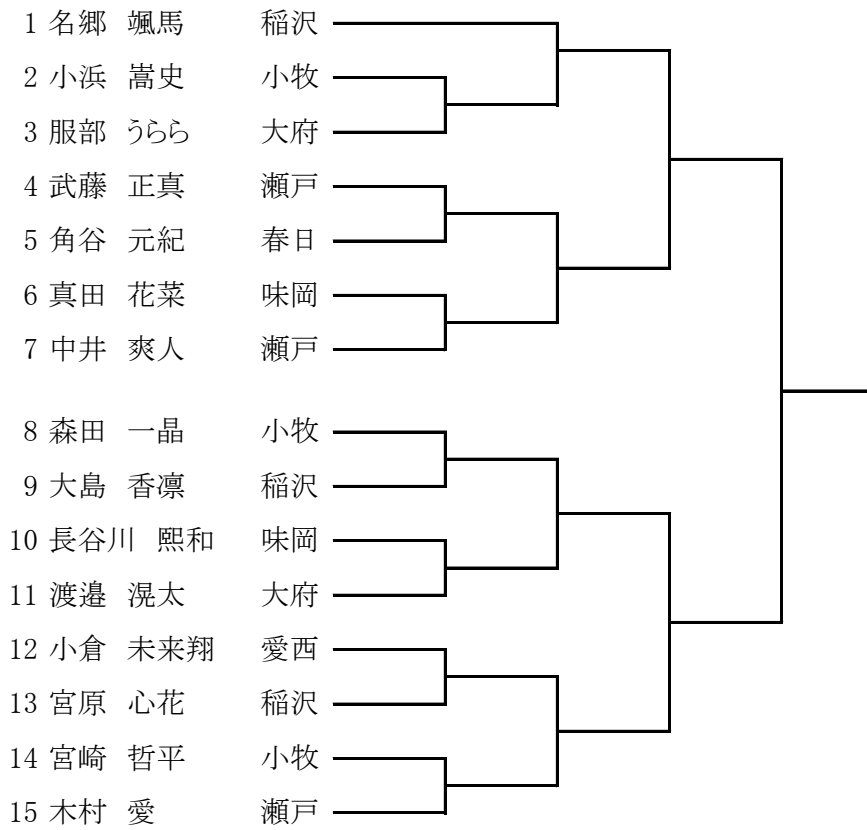 1 名郷 颯馬 稲沢
2 小浜 嵩史 小牧
3 服部 うらら 大府
4 武藤 正真 瀬戸
5 角谷 元紀 春日
6 真田 花菜 味岡
7 中井 爽人 瀬戸
8 森田 一晶 小牧
9 大島 香凛 稲沢
10 長谷川 熙和 味岡
11 渡邉 滉太 大府
12 小倉 未来翔 愛西
13 宮原 心花 稲沢
14 宮崎 哲平 小牧
15 木村 愛 瀬戸